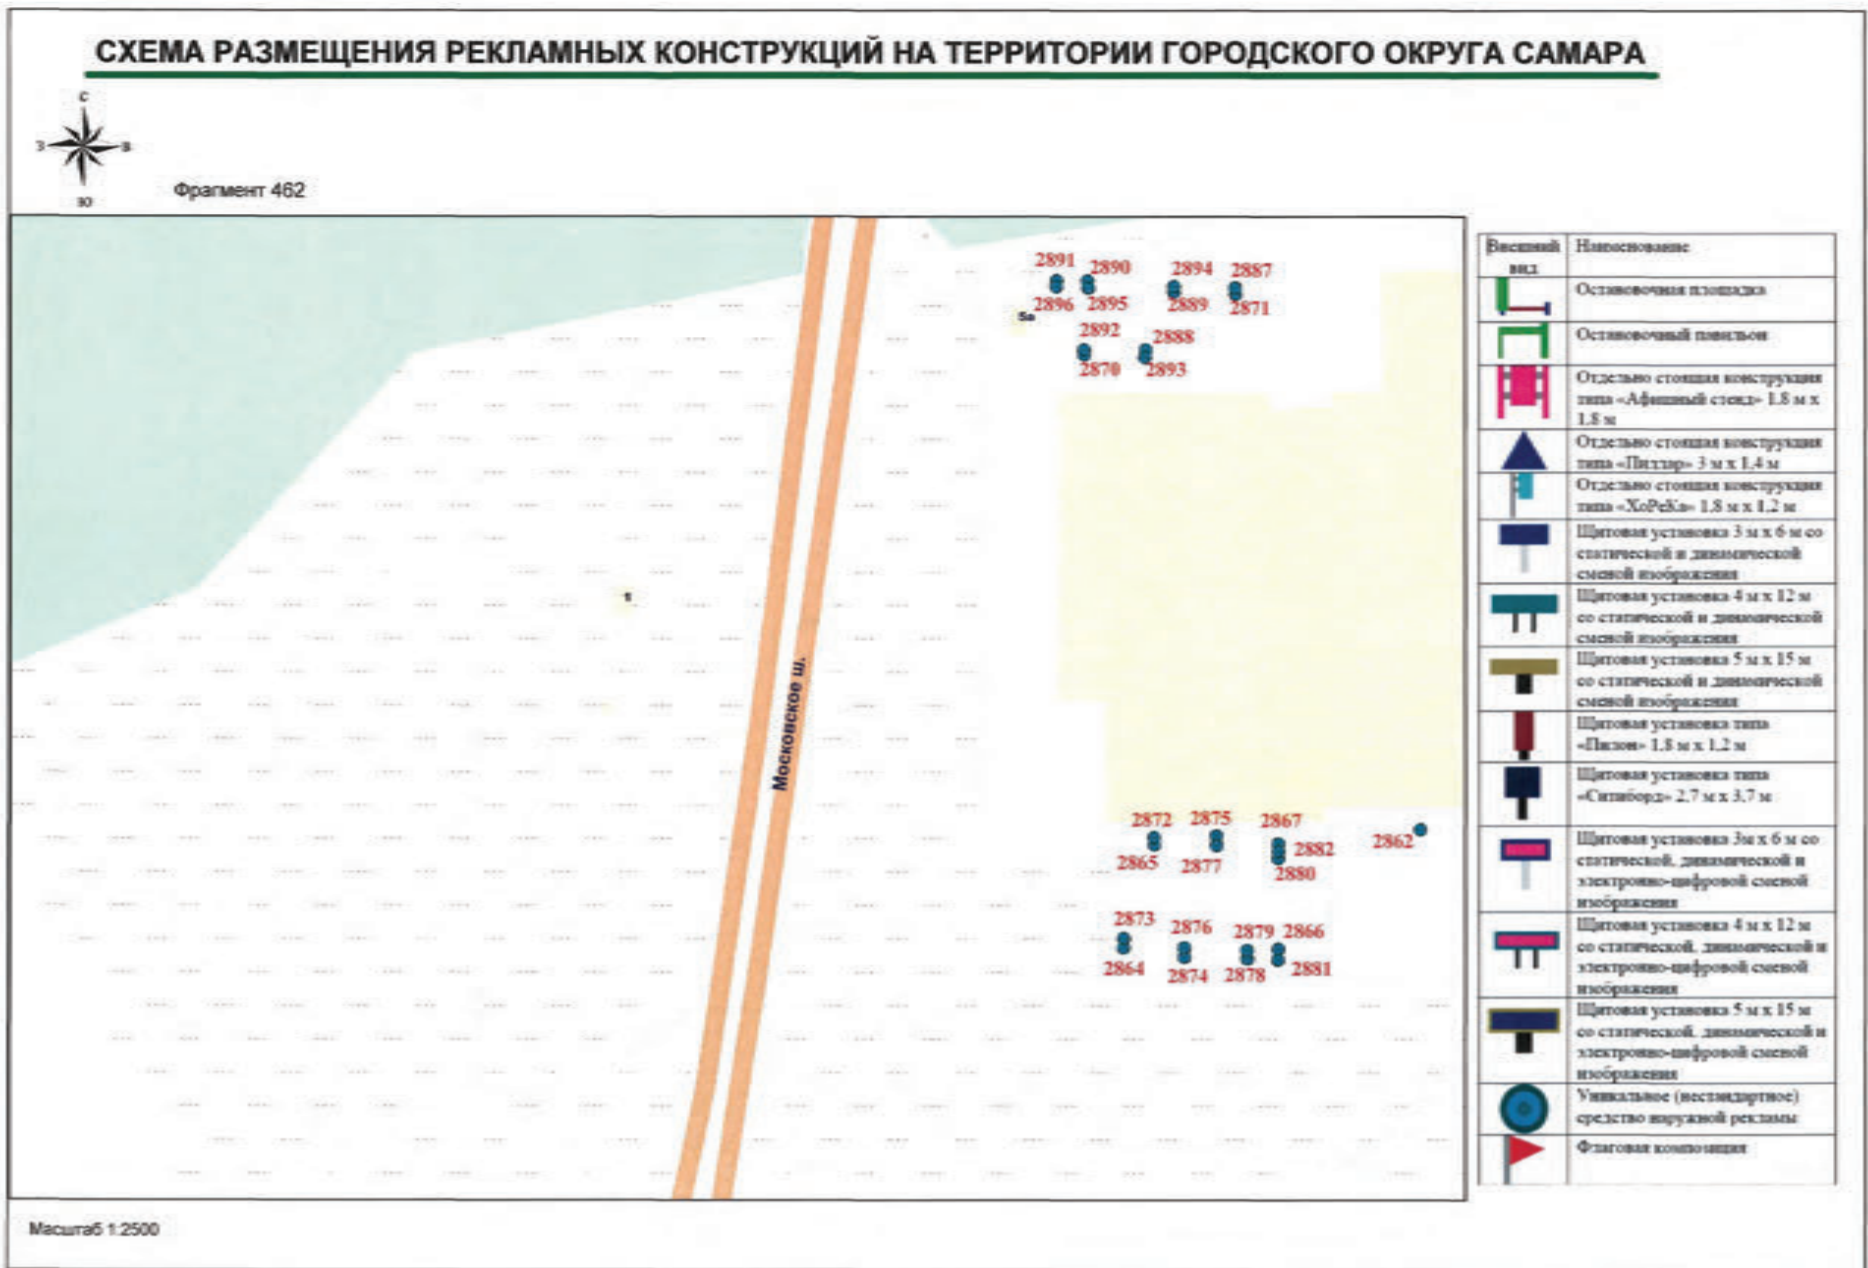 СХЕМА РАЗМЕЩЕНИЯ РЕКЛАМНЫХ КОНСТРУКЦИЙ НА ТЕРРИТОРИИ ГОРОДСКОГО ОКРУГА САМАРА
С
З
В
Ю
Фрагмент 462
2891 2890 2894 2887
2896 2895 2889 2871
5а
2892 2888
2870 2893
1
Московское ш.
2872 2875 2867
2862
2882
2865 2877 2880
2873 2876 2879 2866
2864 2874 2878 2881
Внешний вид
Наименование
Остановочная площадка
Остановочный павильон
Отдельно стоящая конструкция
типа «Афишный стенд» 1.8 м х
1.8 м
Отдельно стоящая конструкция
типа «Пиллар» 3 м х 1.4 м
Отдельно стоящая конструкция
типа «ХоРеКа» 1.8 м х 1.2 м
Щитовая установка 3 м х 6 м со
статической и динамической
сменой изображения
Щитовая установка 4 м х 12 м
со статической и динамической
сменой изображения
Щитовая установка 5 м х 15 м
со статической и динамической
сменой изображения
Щитовая установка типа
«Пилон» 1.8 м х 1.2 м
Щитовая установка типа
«Ситиборд» 2.7 м х 3.7 м
Щитовая установка 3м х 6 м со
статической, динамической и
электронно-цифровой сменой
изображения
Щитовая установка 4 м х 12 м
со статической, динамической и
электронно-цифровой сменой
изображения
Щитовая установка 5 м х 15 м
со статической, динамической и
электронно-цифровой сменой
изображения
Уникальное (нестандартное)
средство наружной рекламы
Флаговая композиция
Масштаб 1:2500